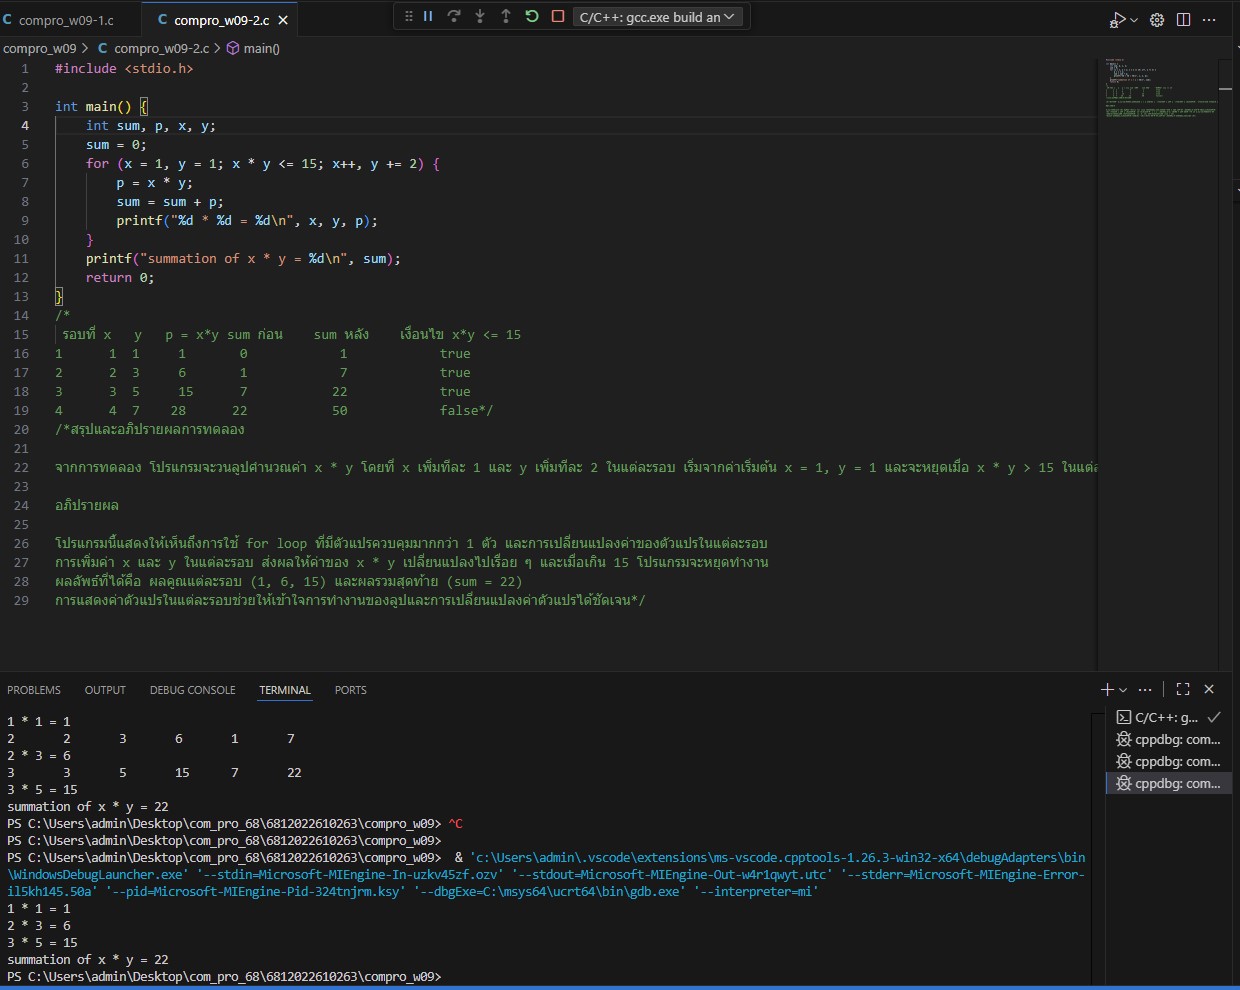 compro_w09-1.c
compro_w09-2.c
C/C++: gcc.exe build an
compro_w09 > compro_w09-2.c > main()
1 #include <stdio.h>
2
3 int main() {
4 int sum, p, x, y;
5 sum = 0;
6 for (x = 1, y = 1; x * y <= 15; x++, y += 2) {
7 p = x * y;
8 sum = sum + p;
9 printf("%d * %d = %d\n", x, y, p);
10 }
11 printf("summation of x * y = %d\n", sum);
12 return 0;
13 }
14 /*
15 รอบที่ x y p = x*y sum ก่อน sum หลัง เงื่อนไข x*y <= 15
16 1 1 1 1 0 1 true
17 2 2 3 6 1 7 true
18 3 3 5 15 7 22 true
19 4 4 7 28 22 50 false*/
20 /*สรุปและอภิปรายผลการทดลอง
21
22 จากการทดลอง โปรแกรมจะวนลูปคำนวณค่า x * y โดยที่ x เพิ่มทีละ 1 และ y เพิ่มทีละ 2 ในแต่ละรอบ เริ่มจากค่าเริ่มต้น x = 1, y = 1 และจะหยุดเมื่อ x * y > 15 ในแต่ล
23
24 อภิปรายผล
25
26 โปรแกรมนี้แสดงให้เห็นถึงการใช้ for loop ที่มีตัวแปรควบคุมมากกว่า 1 ตัว และการเปลี่ยนแปลงค่าของตัวแปรในแต่ละรอบ
27 การเพิ่มค่า x และ y ในแต่ละรอบ ส่งผลให้ค่าของ x * y เปลี่ยนแปลงไปเรื่อย ๆ และเมื่อเกิน 15 โปรแกรมจะหยุดทำงาน
28 ผลลัพธ์ที่ได้คือ ผลคูณแต่ละรอบ (1, 6, 15) และผลรวมสุดท้าย (sum = 22)
29 การแสดงค่าตัวแปรในแต่ละรอบช่วยให้เข้าใจการทำงานของลูปและการเปลี่ยนแปลงค่าตัวแปรได้ชัดเจน*/
PROBLEMS OUTPUT DEBUG CONSOLE TERMINAL PORTS
1 * 1 = 1
2 2 3 6 1 7
2 * 3 = 6
3 3 5 15 7 22
3 * 5 = 15
summation of x * y = 22
PS C:\Users\admin\Desktop\com_pro_68\6812022610263\compro_w09> ^C
PS C:\Users\admin\Desktop\com_pro_68\6812022610263\compro_w09>
PS C:\Users\admin\Desktop\com_pro_68\6812022610263\compro_w09> & 'c:\Users\admin\.vscode\extensions\ms-vscode.cpptools-1.26.3-win32-x64\debugAdapters\bin
\WindowsDebugLauncher.exe' '--stdin=Microsoft-MIEngine-In-uzkv45zf.ozv' '--stdout=Microsoft-MIEngine-Out-w4r1qwyt.utc' '--stderr=Microsoft-MIEngine-Error-
il5kh145.50a' '--pid=Microsoft-MIEngine-Pid-324tnjrm.ksy' '--dbgExe=C:\msys64\ucrt64\bin\gdb.exe' '--interpreter=mi'
1 * 1 = 1
2 * 3 = 6
3 * 5 = 15
summation of x * y = 22
PS C:\Users\admin\Desktop\com_pro_68\6812022610263\compro_w09>
C/C++: g...
cppdbg: com...
cppdbg: com...
cppdbg: com...